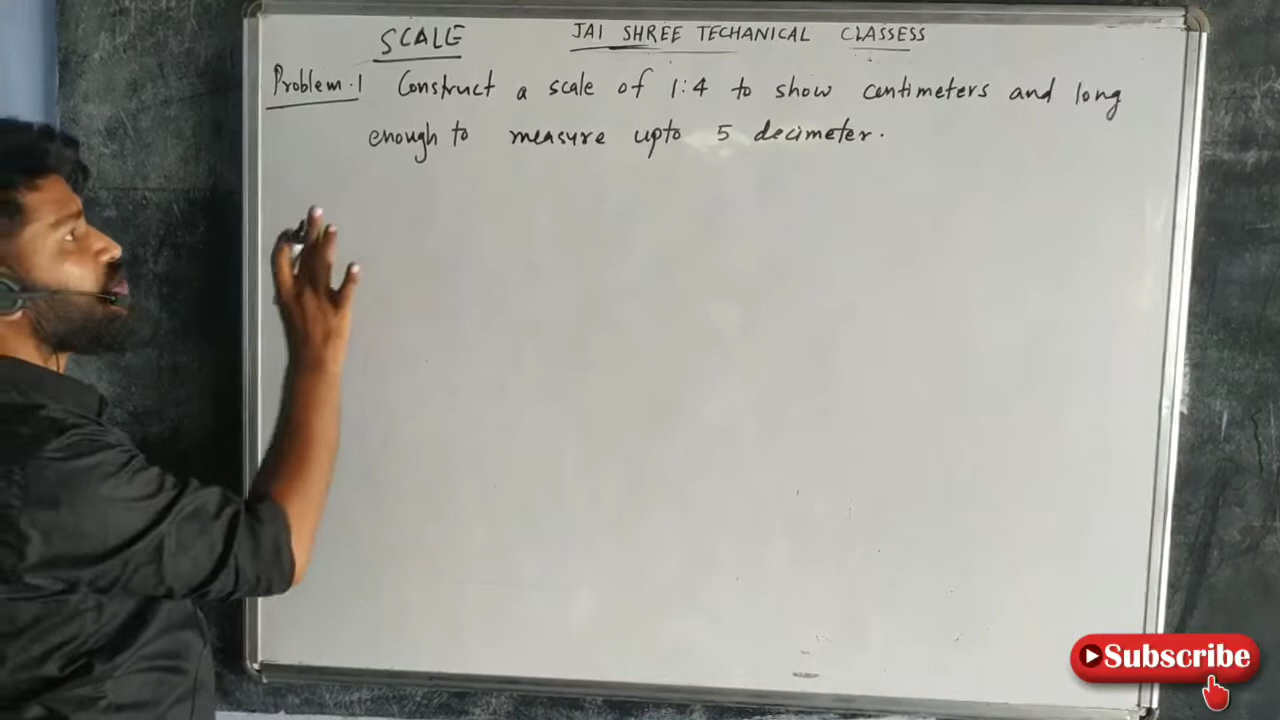 SCALE JAI SHREE TECHANICAL CLASSESS
Problem.1 Construct a scale of 1:4 to show centimeters and long
enough to measure upto 5 decimeter.
Subscribe